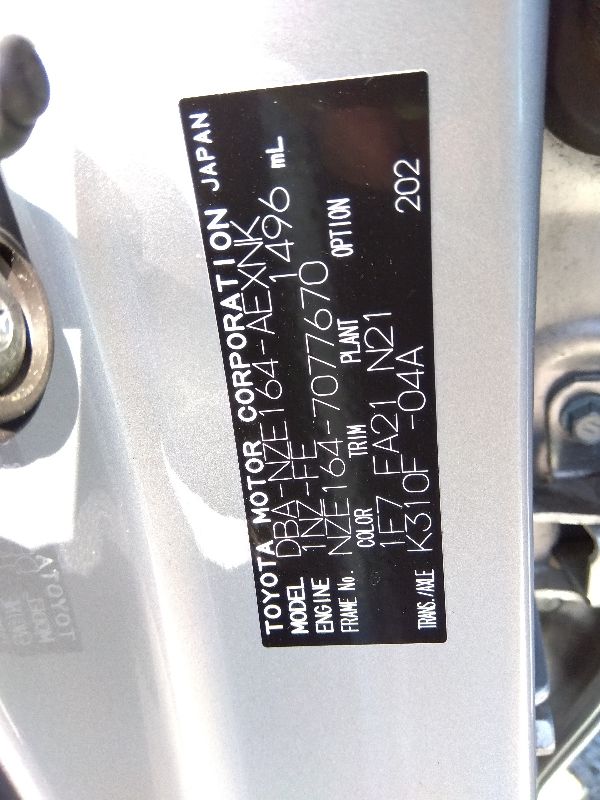 TOYOTA MOTOR CORPORATION JAPAN
MODEL DBA-NZE164-AEXNK
ENGINE 1NZ-FE 1496 mL
FRAME No. NZE164-7077670
COLOR TRIM PLANT OPTION
1F7 FA21 N21
TRANS./AXLE K310F -04A 202